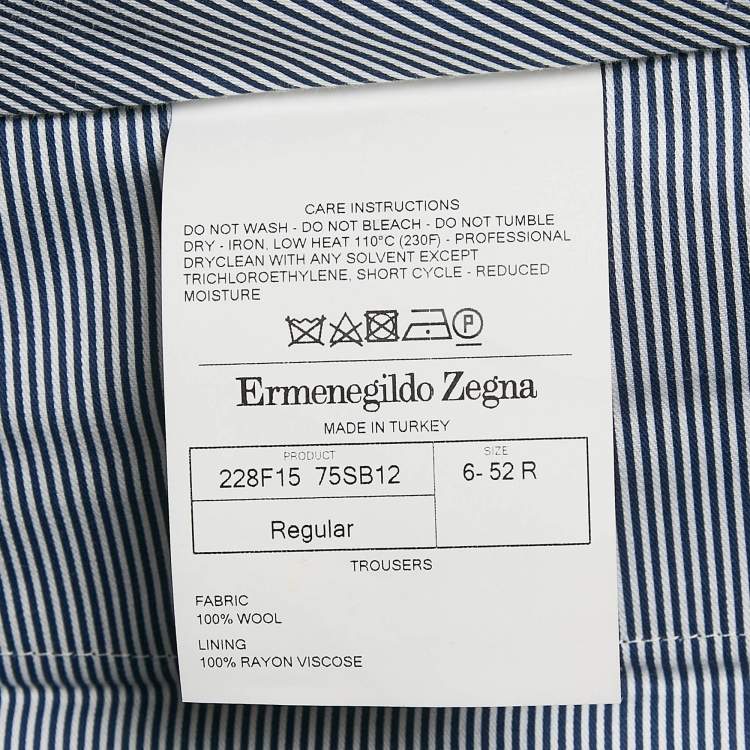 CARE INSTRUCTIONS
DO NOT WASH - DO NOT BLEACH - DO NOT TUMBLE
DRY - IRON, LOW HEAT 110°C (230F) - PROFESSIONAL
DRYCLEAN WITH ANY SOLVENT EXCEPT
TRICHLOROETHYLENE, SHORT CYCLE - REDUCED
MOISTURE
P
Ermenegildo Zegna
MADE IN TURKEY
PRODUCT SIZE
228F15 75SB12 6- 52 R
Regular
TROUSERS
FABRIC
100% WOOL
LINING
100% RAYON VISCOSE